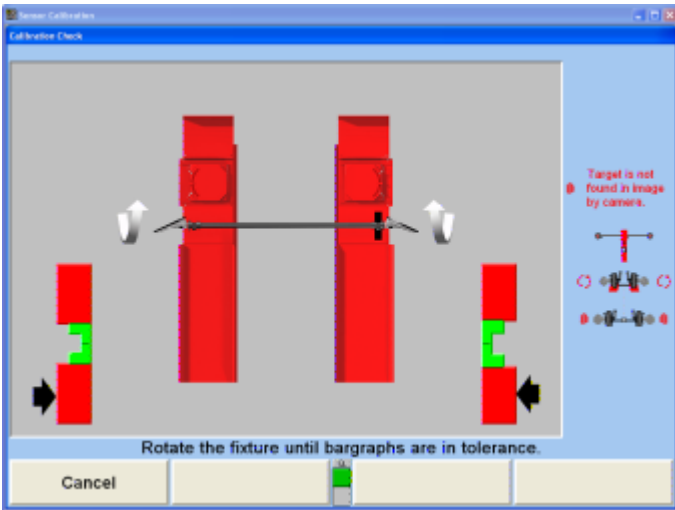 Sensor Calibration
Calibration Check
Target is not
found in image
by camera.
Rotate the fixture until bargraphs are in tolerance.
Cancel